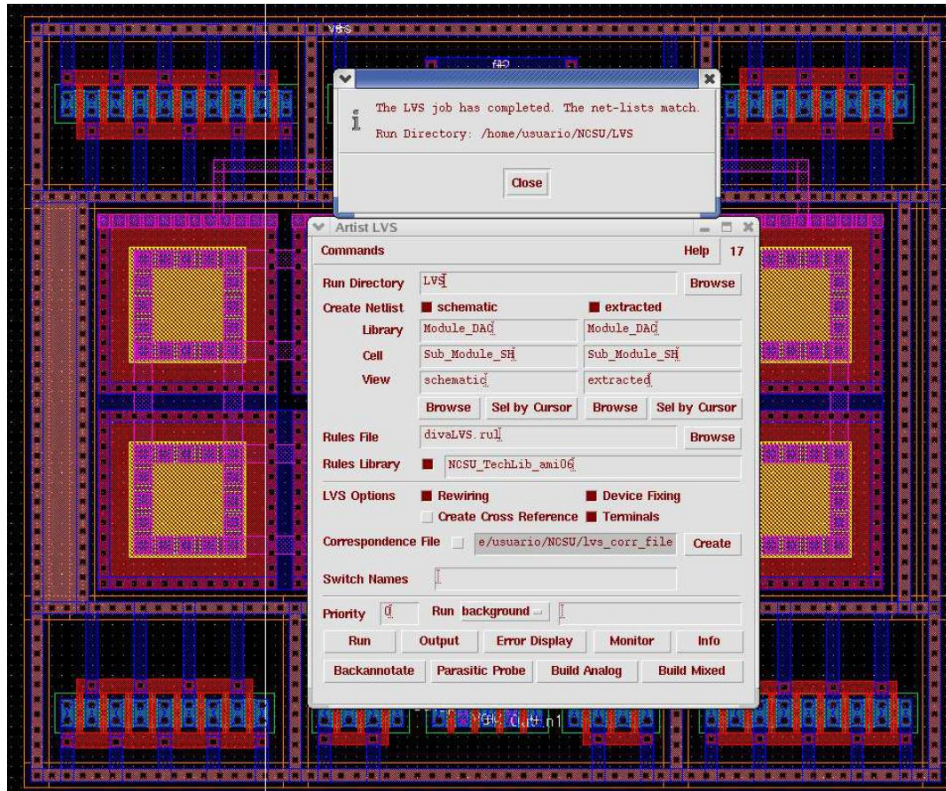 The LVS job has completed. The net-lists match.
Run Directory: /home/usuario/NCSU/LVS
Close
Artist LVS
Commands Help 17
Run Directory LVS Browse
Create Netlist schematic extracted
Library Module_DAC Module_DAC
Cell Sub_Module_SH Sub_Module_SH
View schematic extracted
Browse Sel by Cursor Browse Sel by Cursor
Rules File divaLVS.rul Browse
Rules Library NCSU_TechLib_ami06
LVS Options Rewiring Device Fixing
Create Cross Reference Terminals
Correspondence File e/usuario/NCSU/lvs_corr_file Create
Switch Names
Priority 0 Run background
Run Output Error Display Monitor Info
Backannotate Parasitic Probe Build Analog Build Mixed